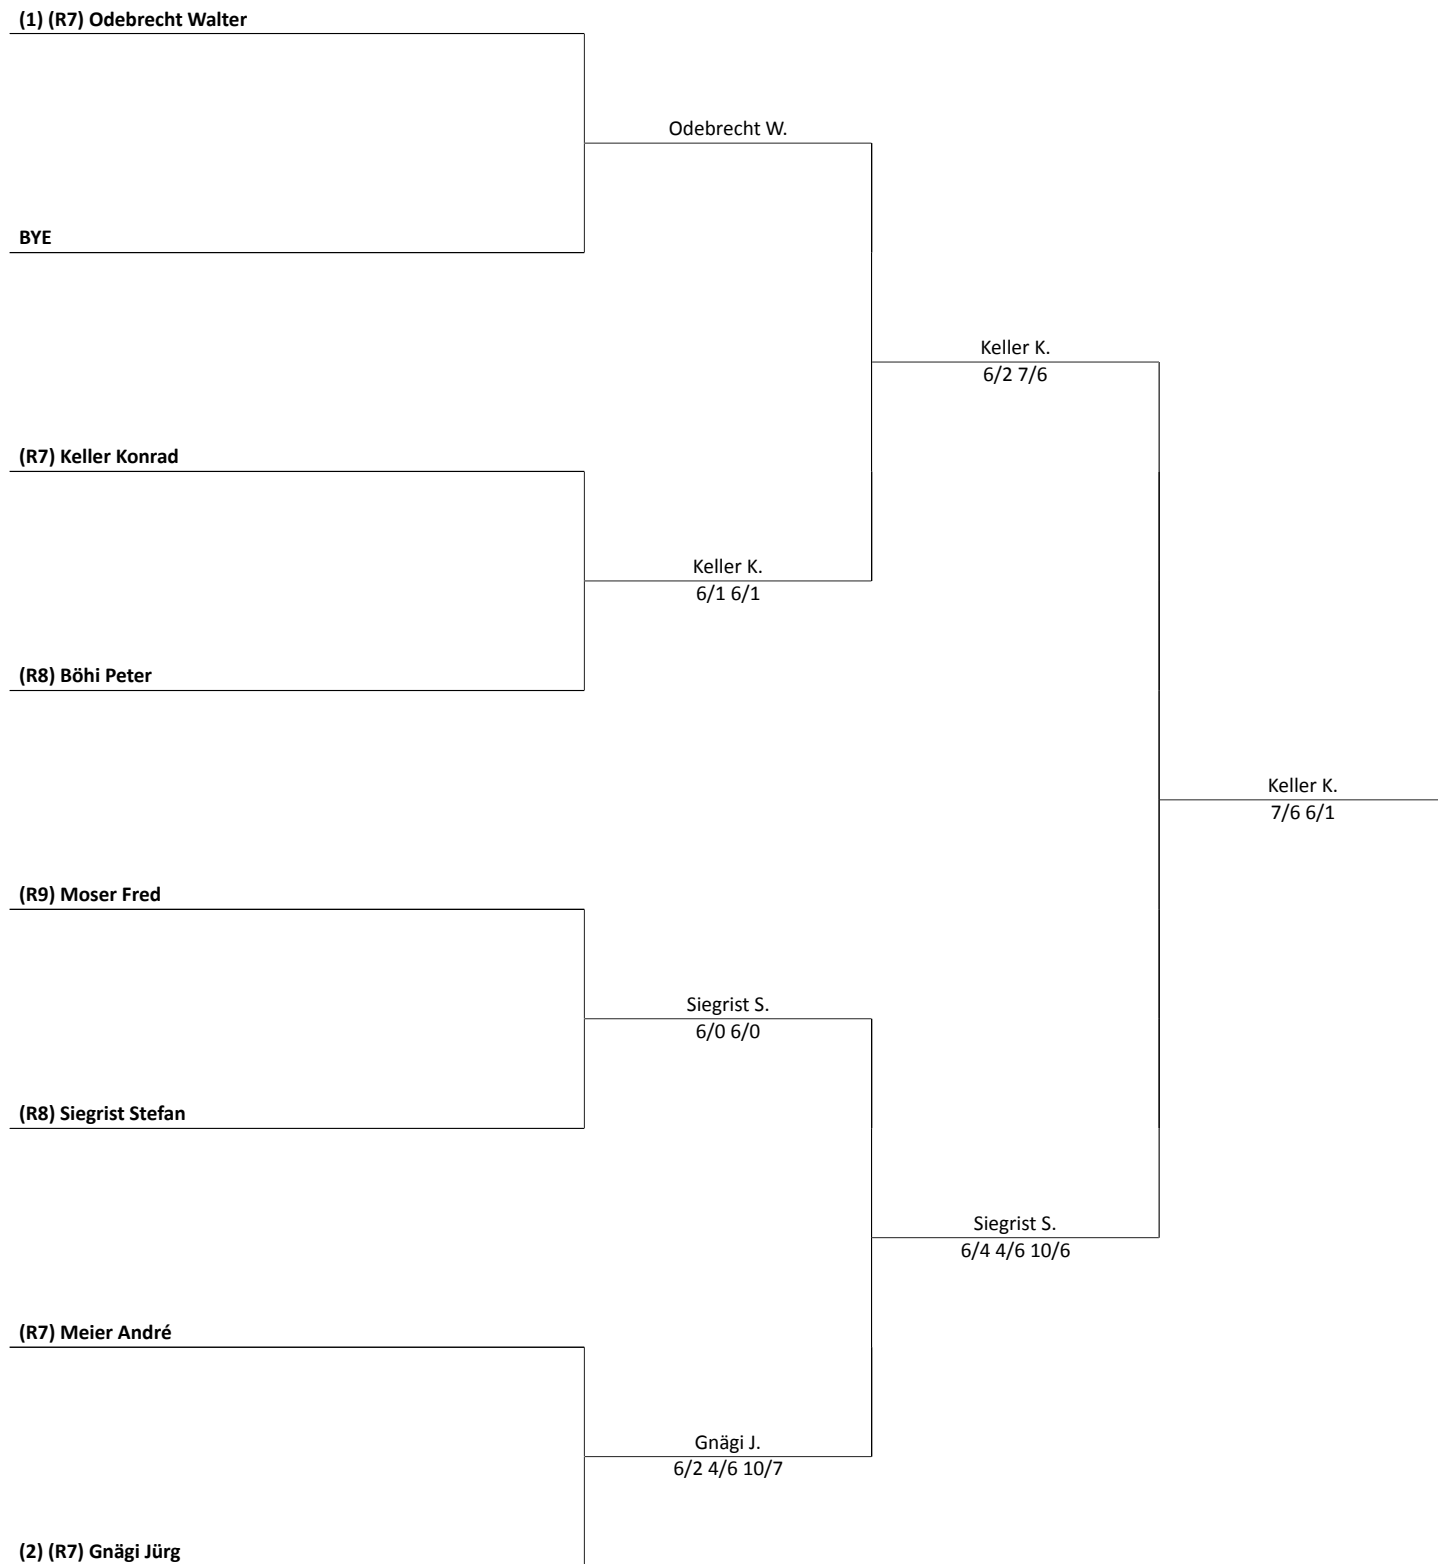 (1) (R7) Odebrecht Walter
Odebrecht W.
BYE
Keller K.
6/2 7/6
(R7) Keller Konrad
Keller K.
6/1 6/1
(R8) Böhi Peter
Keller K.
7/6 6/1
(R9) Moser Fred
Siegrist S.
6/0 6/0
(R8) Siegrist Stefan
Siegrist S.
6/4 4/6 10/6
(R7) Meier André
Gnägi J.
6/2 4/6 10/7
(2) (R7) Gnägi Jürg